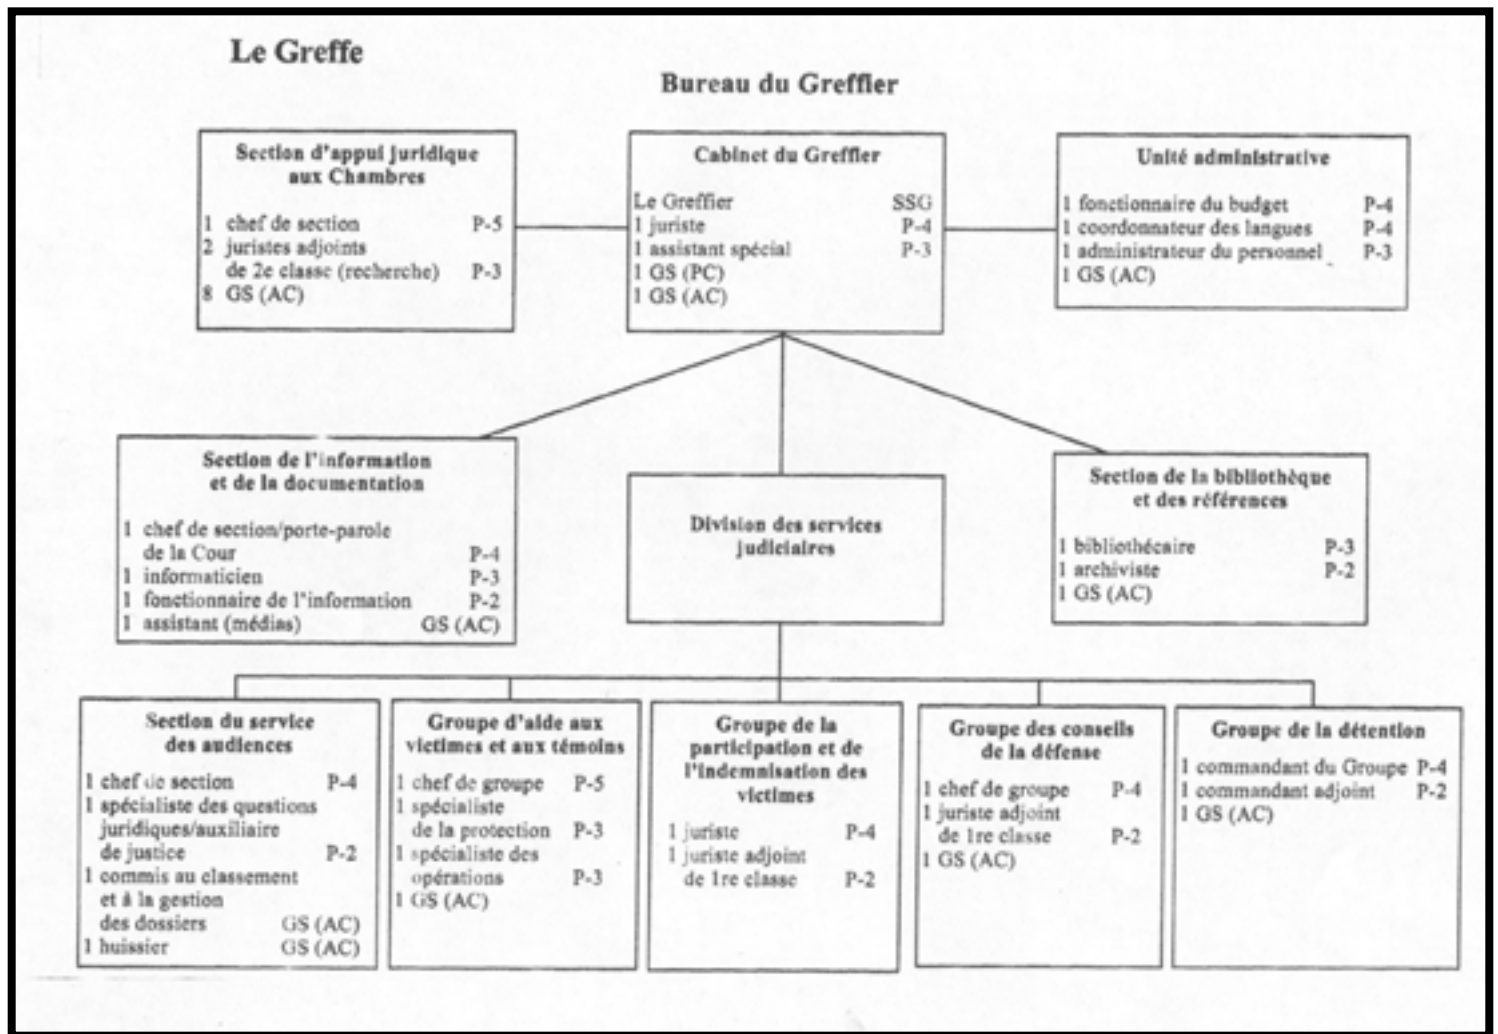 Le Greffe
Bureau du Greffier
Section d'appui juridique
aux Chambres
1 chef de section P-5
2 juristes adjoints
de 2e classe (recherche) P-3
8 GS (AC)
Cabinet du Greffier
Le Greffier SSG
1 juriste P-4
1 assistant spécial P-3
1 GS (PC)
1 GS (AC)
Unité administrative
1 fonctionnaire du budget P-4
1 coordonnateur des langues P-4
1 administrateur du personnel P-3
1 GS (AC)
Section de l'information
et de la documentation
1 chef de section/porte-parole
de la Cour P-4
1 informaticien P-3
1 fonctionnaire de l'information P-2
1 assistant (médias) GS (AC)
Division des services
judiciaires
Section de la bibliothèque
et des références
1 bibliothécaire P-3
1 archiviste P-2
1 GS (AC)
Section du service
des audiences
1 chef de section P-4
1 spécialiste des questions
juridiques/auxiliaire
de justice P-2
1 commis au classement
et à la gestion
des dossiers GS (AC)
1 huissier GS (AC)
Groupe d'aide aux
victimes et aux témoins
1 chef de groupe P-5
1 spécialiste
de la protection P-3
1 spécialiste des
opérations P-3
1 GS (AC)
Groupe de la
participation et de
l'indemnisation des
victimes
1 juriste P-4
1 juriste adjoint
de 1re classe P-2
Groupe des conseils
de la défense
1 chef de groupe P-4
1 juriste adjoint
de 1re classe P-2
1 GS (AC)
Groupe de la détention
1 commandant du Groupe P-4
1 commandant adjoint P-2
1 GS (AC)